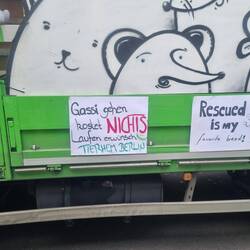 Gassi gehen
kostet NICHTS
Laufen erwünscht
TIERHEIM BERLIN
Rescued
is my
favorite breed!